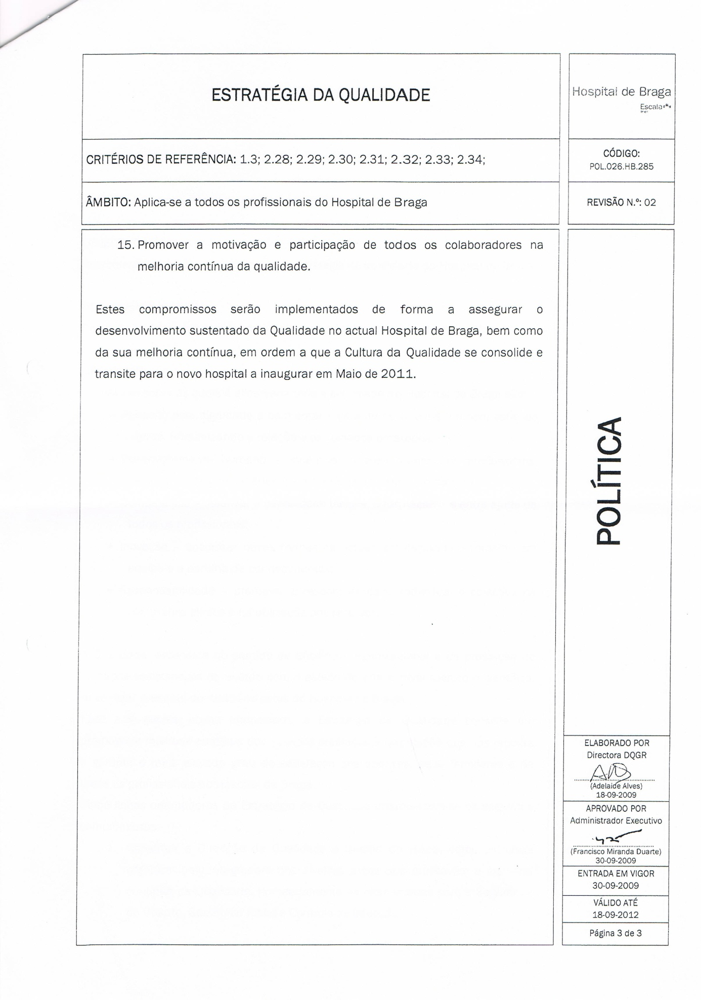 ESTRATÉGIA DA QUALIDADE
Hospital de Braga
Escala
CRITÉRIOS DE REFERÊNCIA: 1.3; 2.28; 2.29; 2.30; 2.31; 2.32; 2.33; 2.34;
CÓDIGO:
POL.026.HB.285
ÂMBITO: Aplica-se a todos os profissionais do Hospital de Braga
REVISÃO N.º: 02
15. Promover a motivação e participação de todos os colaboradores na
melhoria contínua da qualidade.
Estes compromissos serão implementados de forma a assegurar o
desenvolvimento sustentado da Qualidade no actual Hospital de Braga, bem como
da sua melhoria contínua, em ordem a que a Cultura da Qualidade se consolide e
transite para o novo hospital a inaugurar em Maio de 2011.
POLÍTICA
ELABORADO POR
Directora DQGR
(Adelaide Alves)
18-09-2009
APROVADO POR
Administrador Executivo
(Francisco Miranda Duarte)
30-09-2009
ENTRADA EM VIGOR
30-09-2009
VÁLIDO ATÉ
18-09-2012
Página 3 de 3